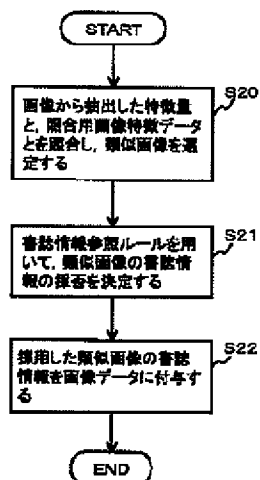 START
S20
画像から抽出した特徴量
と,照合用画像特徴データ
とを照合し,類似画像を選
定する
S21
書誌情報参照ルールを用
いて,類似画像の書誌情
報の採否を決定する
S22
採用した類似画像の書誌
情報を画像データに付与す
る
END